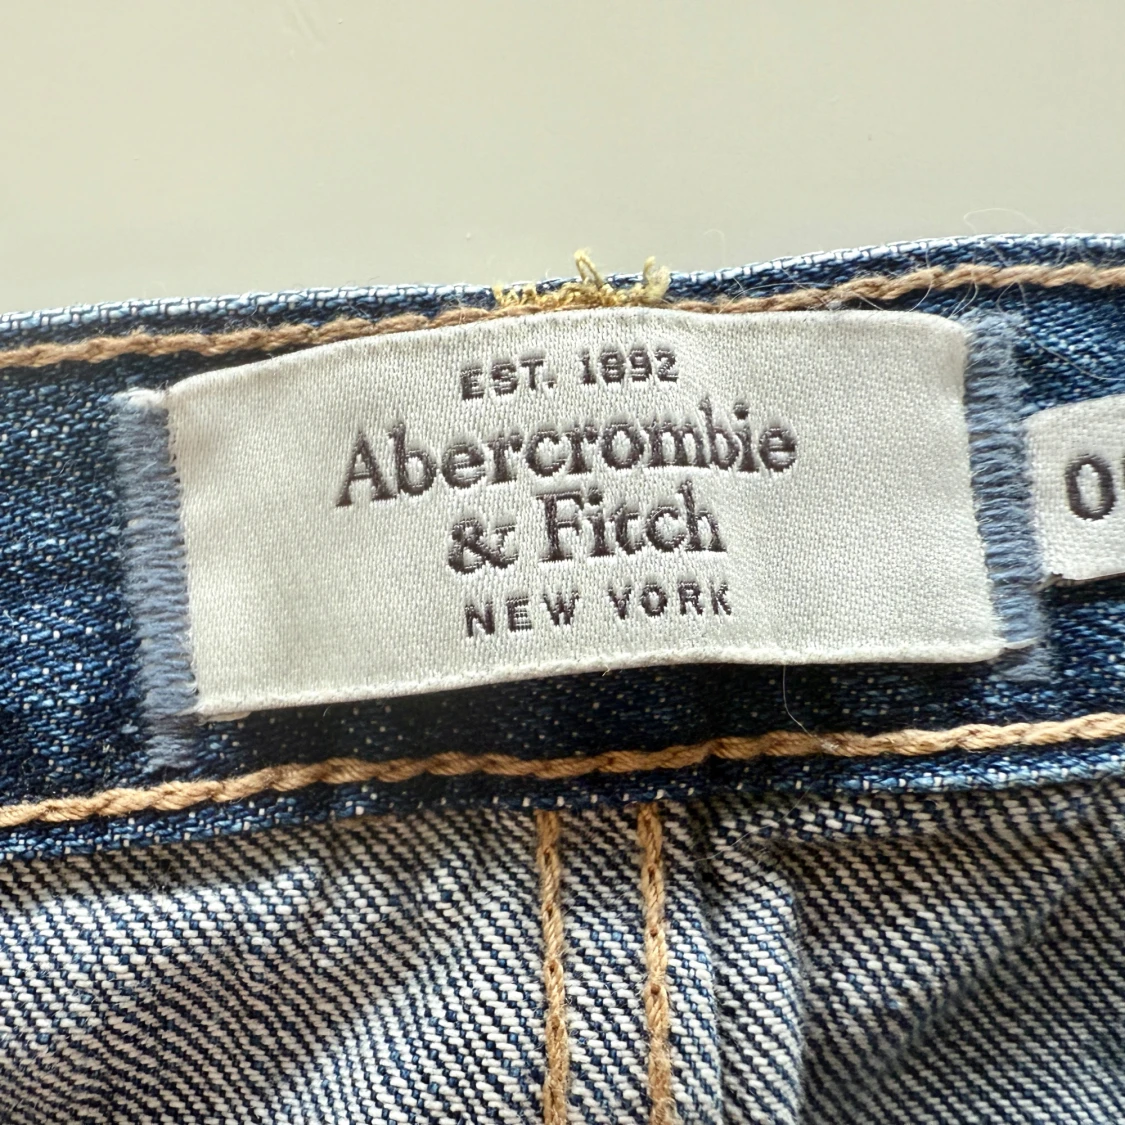 EST. 1892
Abercrombie
& Fitch
NEW YORK